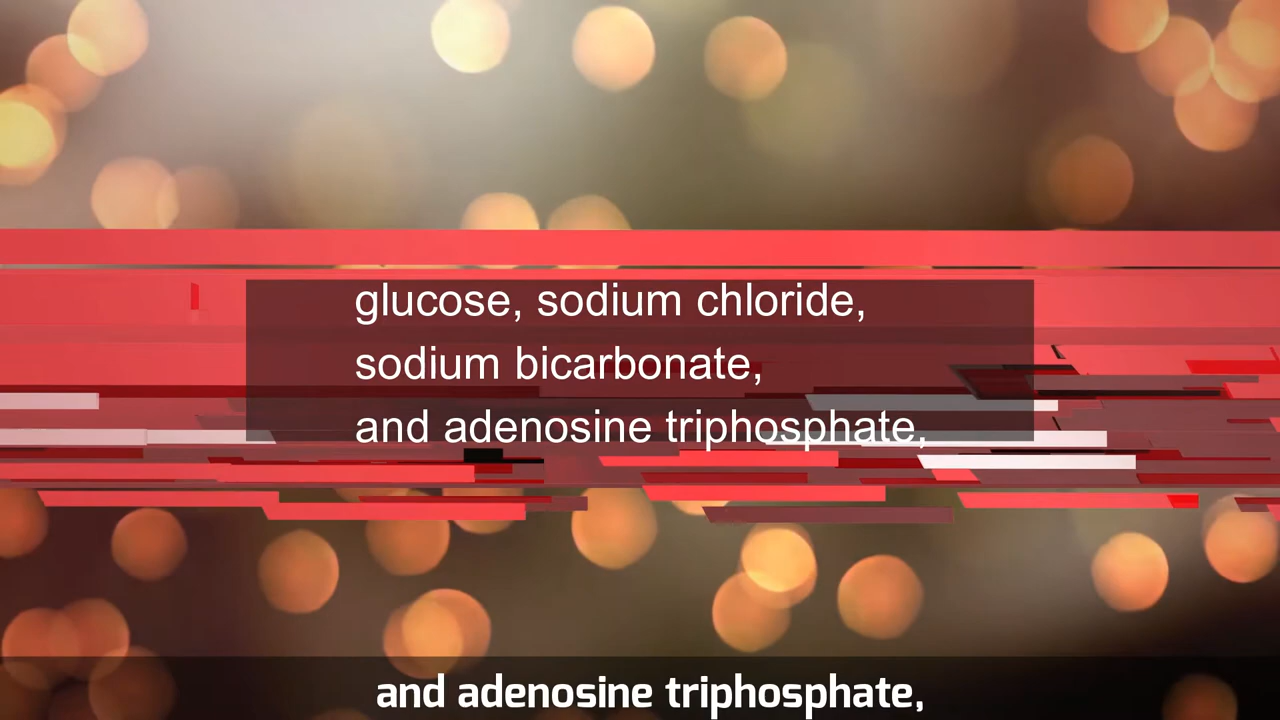 glucose, sodium chloride,
sodium bicarbonate,
and adenosine triphosphate,
and adenosine triphosphate,